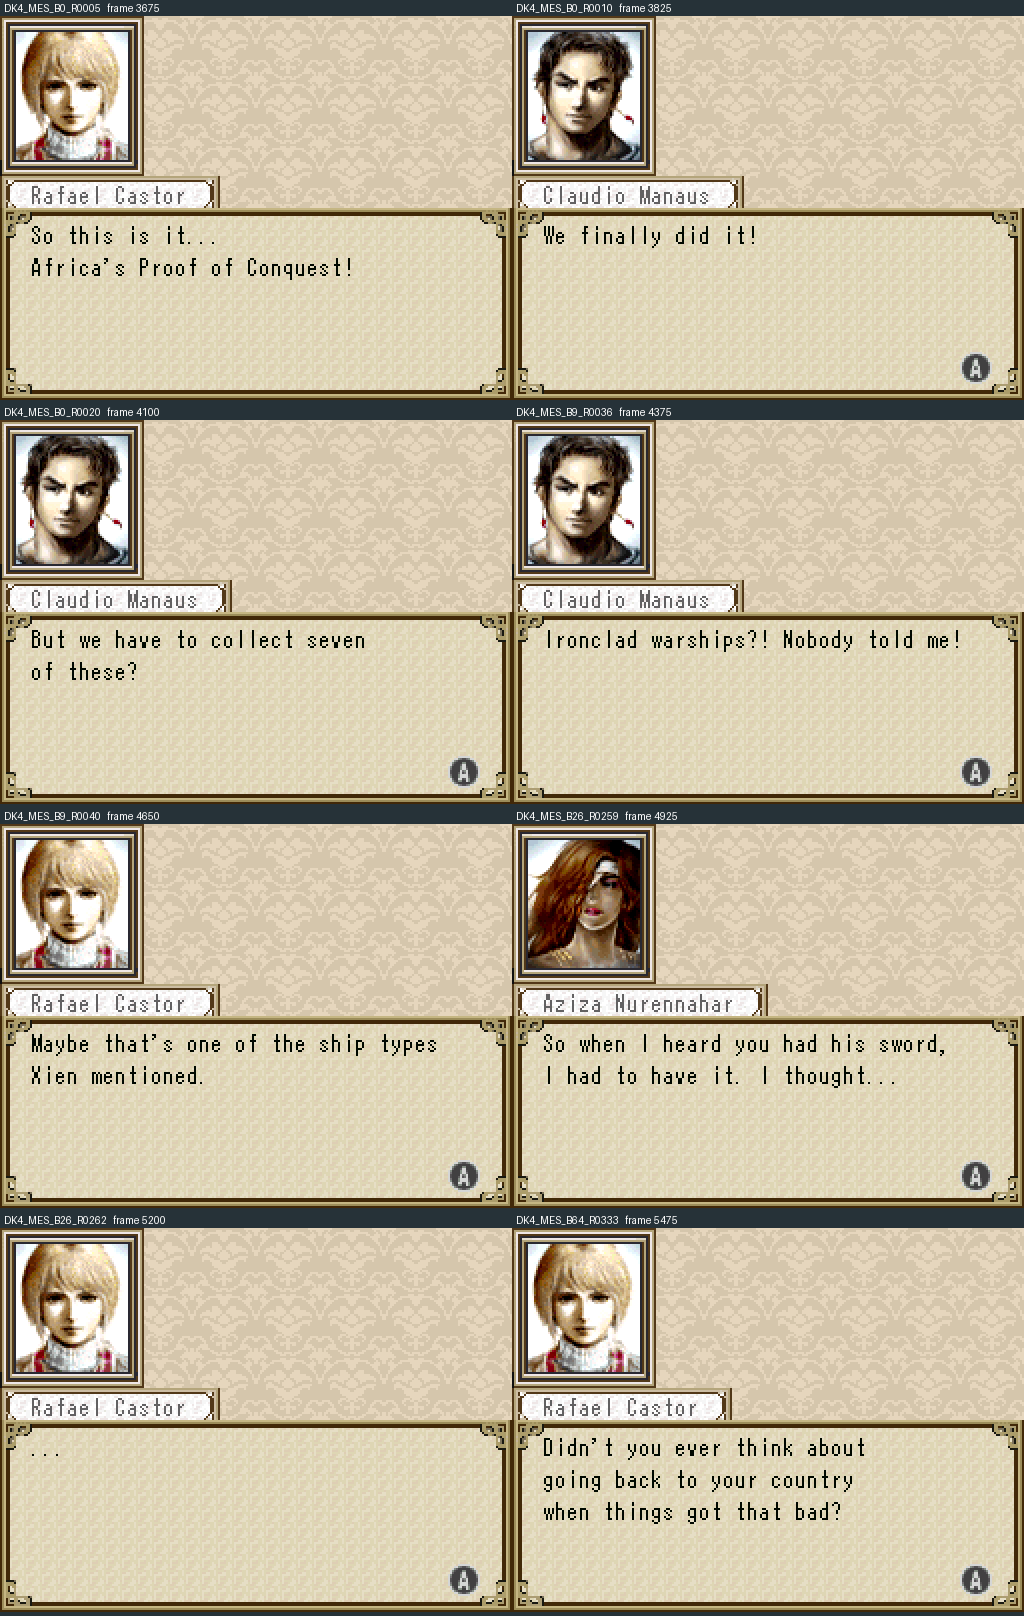 DK4_MES_B0_R0005 frame 3675
Rafael Castor
So this is it...
Africa's Proof of Conquest!
DK4_MES_B0_R0010 frame 3825
Claudio Manaus
We finally did it!
A
DK4_MES_B0_R0020 frame 4100
Claudio Manaus
But we have to collect seven
of these?
A
DK4_MES_B9_R0036 frame 4375
Claudio Manaus
Ironclad warships?! Nobody told me!
A
DK4_MES_B9_R0040 frame 4650
Rafael Castor
Maybe that's one of the ship types
Xien mentioned.
A
DK4_MES_B26_R0259 frame 4925
Aziza Nurennahar
So when I heard you had his sword,
I had to have it. I thought...
A
DK4_MES_B26_R0262 frame 5200
Rafael Castor
...
A
DK4_MES_B64_R0333 frame 5475
Rafael Castor
Didn't you ever think about
going back to your country
when things got that bad?
A